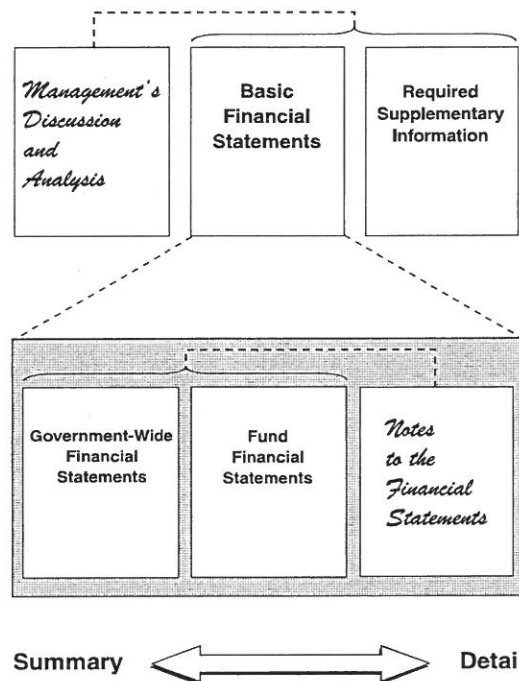 Management's
Discussion
and
Analysis
Basic
Financial
Statements
Required
Supplementary
Information
Government-Wide
Financial
Statements
Fund
Financial
Statements
Notes
to the
Financial
Statements
Summary
Detai